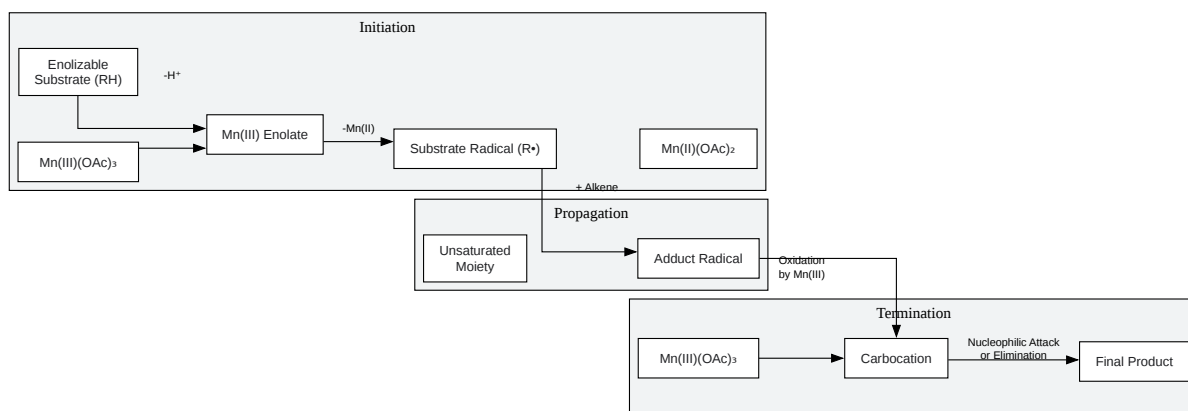 Initiation
Enolizable
Substrate (RH)
-H⁺
Mn(III)(OAc)₃
Mn(III) Enolate
-Mn(II)
Substrate Radical (R•)
Mn(II)(OAc)₂
+ Alkene
Propagation
Unsaturated
Moiety
Adduct Radical
Oxidation
by Mn(III)
Termination
Mn(III)(OAc)₃
Carbocation
Nucleophilic Attack
or Elimination
Final Product